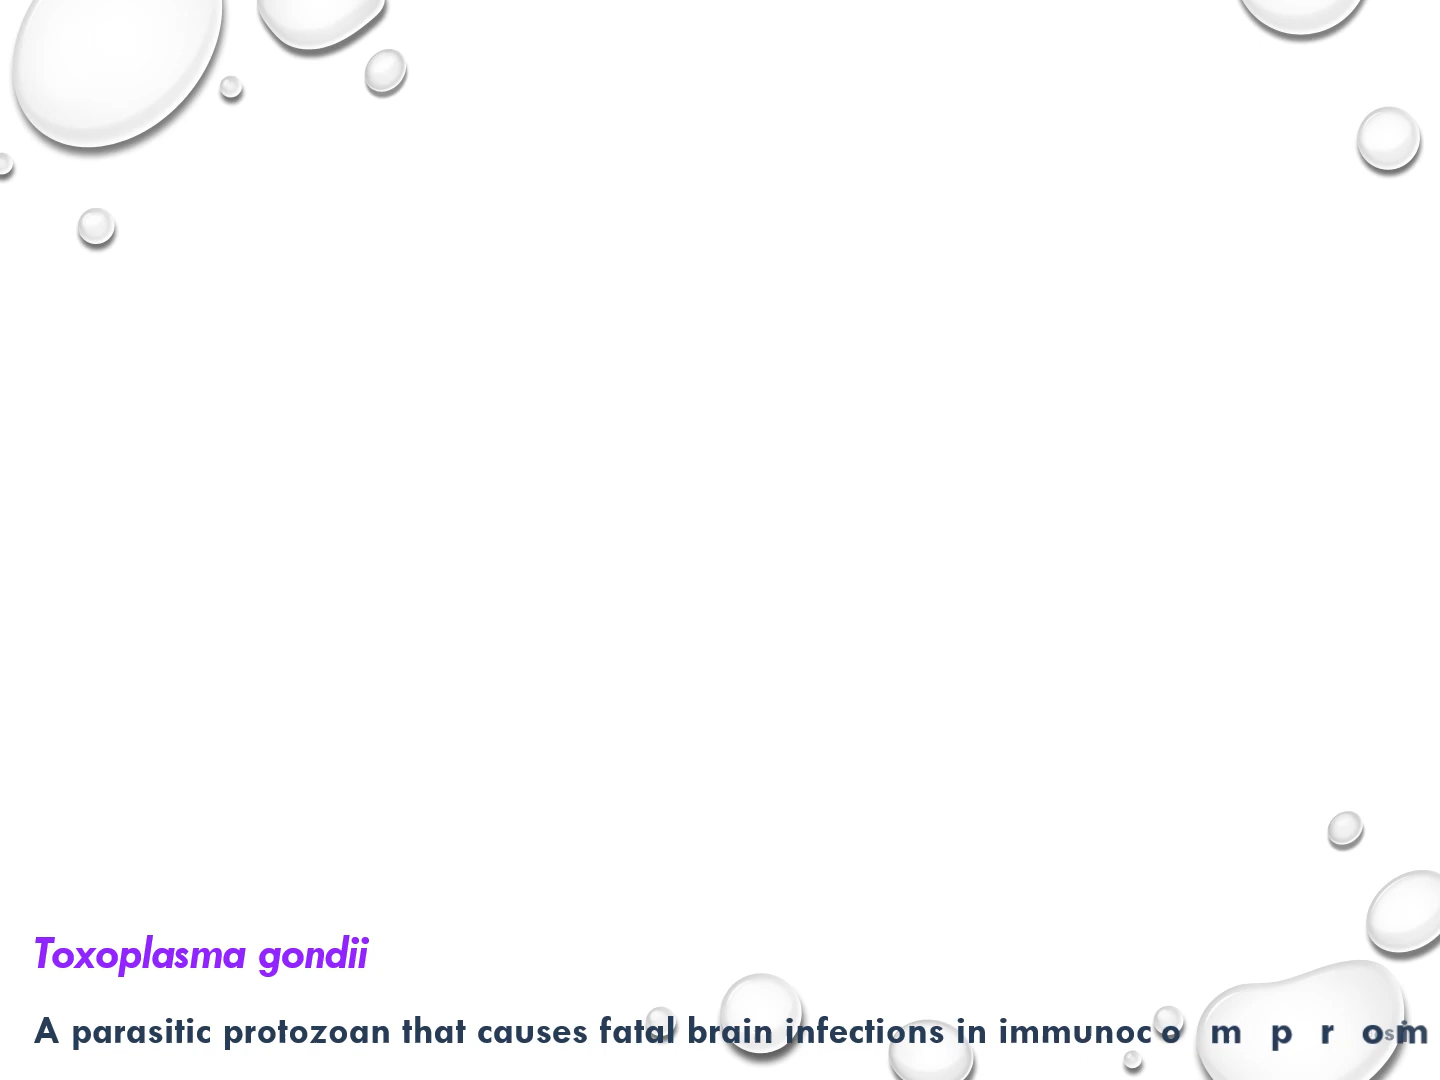 Toxoplasma gondii
A parasitic protozoan that causes fatal brain infections in immunoc o m p r o m